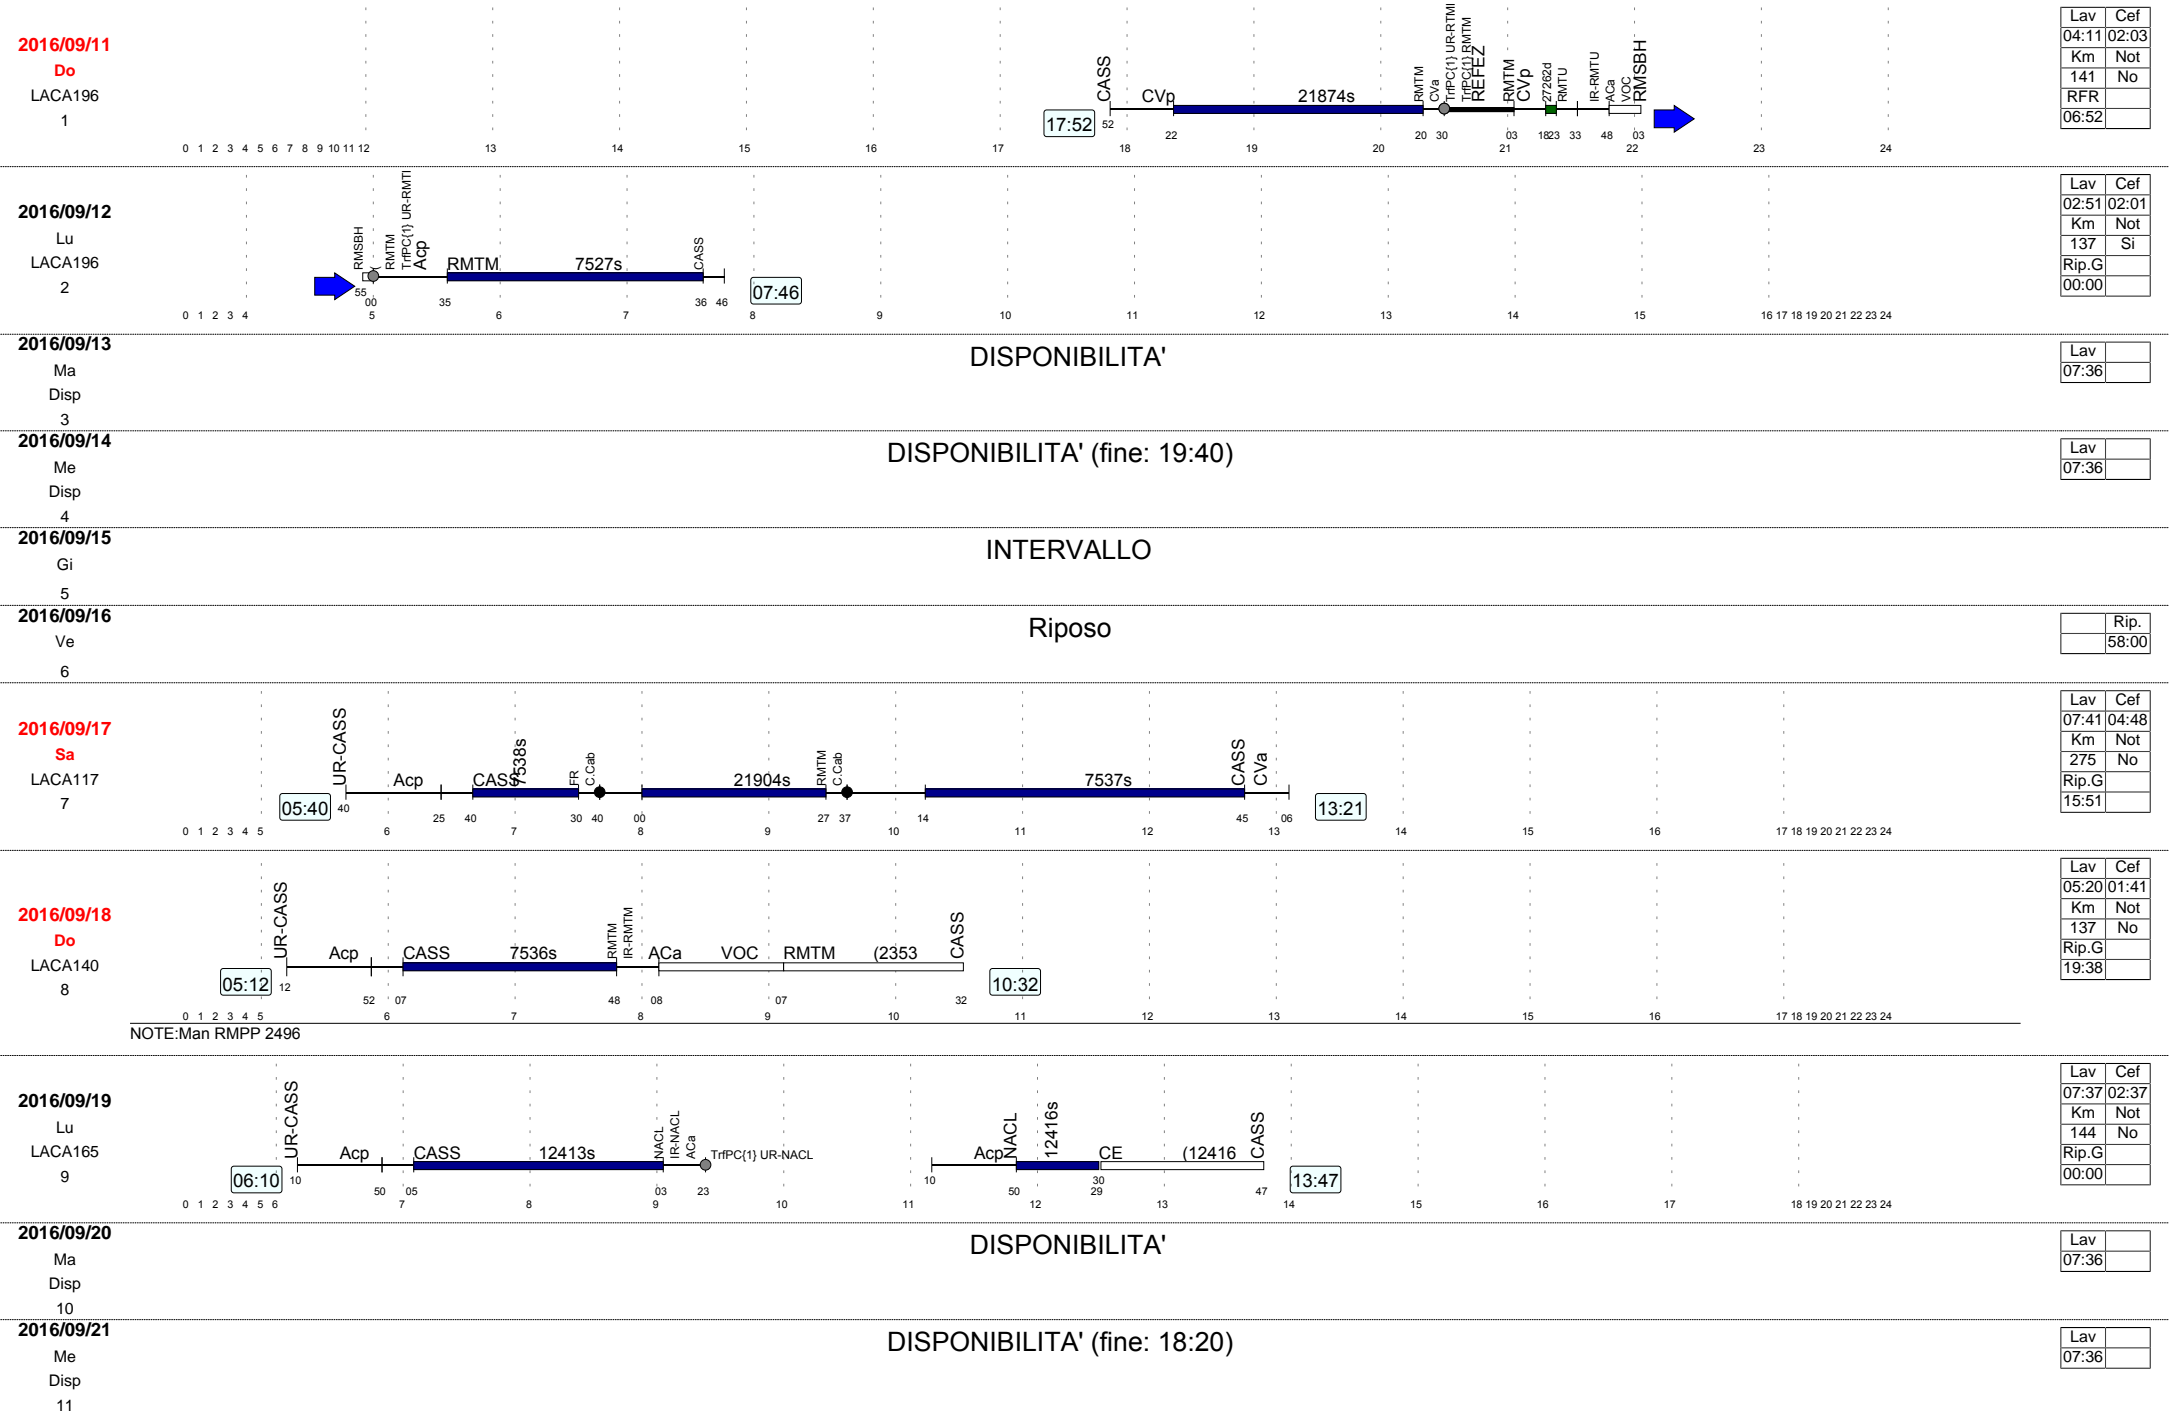 2016/09/11
Do
LACA196
1
17:52
CASS
CVp
21874s
RMTM
CVa
TrfPC{1} UR-RTMI
TrfPC{1} RMTM
REFEZ
RMTM
CVp
27262d
RMTU
IR-RMTU
ACa
VOC
RMSBH
52 22 20 30 03 18 23 33 48 03
0 1 2 3 4 5 6 7 8 9 10 11 12 13 14 15 16 17 18 19 20 21 22 23 24
Lav Cef
04:11 02:03
Km Not
141 No
RFR
06:52
2016/09/12
Lu
LACA196
2
RMSBH
RMTM
TrfPC{1} UR-RMTI
Acp
RMTM 7527s
CASS
07:46
55 00 35 36 46
0 1 2 3 4 5 6 7 8 9 10 11 12 13 14 15 16 17 18 19 20 21 22 23 24
Lav Cef
02:51 02:01
Km Not
137 Si
Rip.G
00:00
2016/09/13
Ma
Disp
3
DISPONIBILITA'
Lav
07:36
2016/09/14
Me
Disp
4
DISPONIBILITA' (fine: 19:40)
Lav
07:36
2016/09/15
Gi
5
INTERVALLO
2016/09/16
Ve
6
Riposo
Rip.
58:00
2016/09/17
Sa
LACA117
7
05:40
UR-CASS
Acp
CASS
7538s
FR
C.Cab
21904s
RMTM
C.Cab
7537s
CASS
CVa
13:21
40 25 40 30 40 00 27 37 14 45 06
0 1 2 3 4 5 6 7 8 9 10 11 12 13 14 15 16 17 18 19 20 21 22 23 24
Lav Cef
07:41 04:48
Km Not
275 No
Rip.G
15:51
2016/09/18
Do
LACA140
8
05:12
UR-CASS
Acp
CASS 7536s
RMTM
IR-RMTM
ACa VOC RMTM (2353
CASS
10:32
12 52 07 48 08 07 32
0 1 2 3 4 5 6 7 8 9 10 11 12 13 14 15 16 17 18 19 20 21 22 23 24
NOTE:Man RMPP 2496
Lav Cef
05:20 01:41
Km Not
137 No
Rip.G
19:38
2016/09/19
Lu
LACA165
9
06:10
UR-CASS
Acp
CASS 12413s
NACL
IR-NACL
ACa
TrfPC{1} UR-NACL
Acp
NACL
12416s
CE (12416
CASS
13:47
10 50 05 03 23 10 50 30 29 47
0 1 2 3 4 5 6 7 8 9 10 11 12 13 14 15 16 17 18 19 20 21 22 23 24
Lav Cef
07:37 02:37
Km Not
144 No
Rip.G
00:00
2016/09/20
Ma
Disp
10
DISPONIBILITA'
Lav
07:36
2016/09/21
Me
Disp
11
DISPONIBILITA' (fine: 18:20)
Lav
07:36